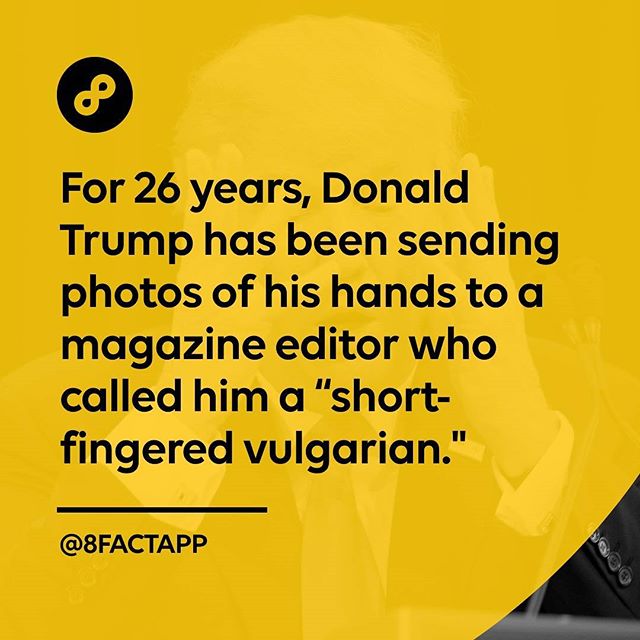 For 26 years, Donald
Trump has been sending
photos of his hands to a
magazine editor who
called him a “short-
fingered vulgarian."
@8FACTAPP